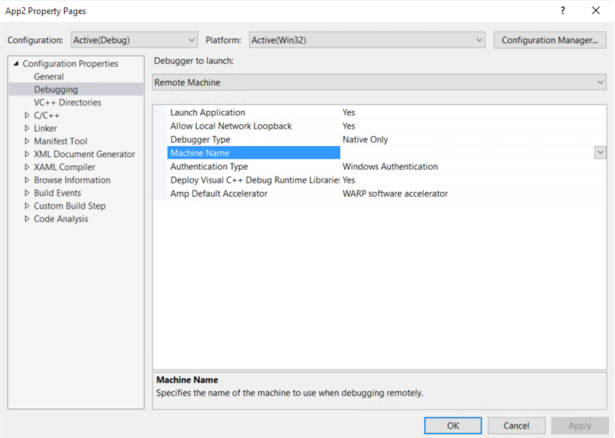 App2 Property Pages
? X
Configuration: Active(Debug) Platform: Active(Win32) Configuration Manager...
Configuration Properties
General
Debugging
VC++ Directories
C/C++
Linker
Manifest Tool
XML Document Generator
XAML Compiler
Browse Information
Build Events
Custom Build Step
Code Analysis
Debugger to launch:
Remote Machine
Launch Application Yes
Allow Local Network Loopback Yes
Debugger Type Native Only
Machine Name
Authentication Type Windows Authentication
Deploy Visual C++ Debug Runtime Librarie Yes
Amp Default Accelerator WARP software accelerator
Machine Name
Specifies the name of the machine to use when debugging remotely.
OK Cancel Apply